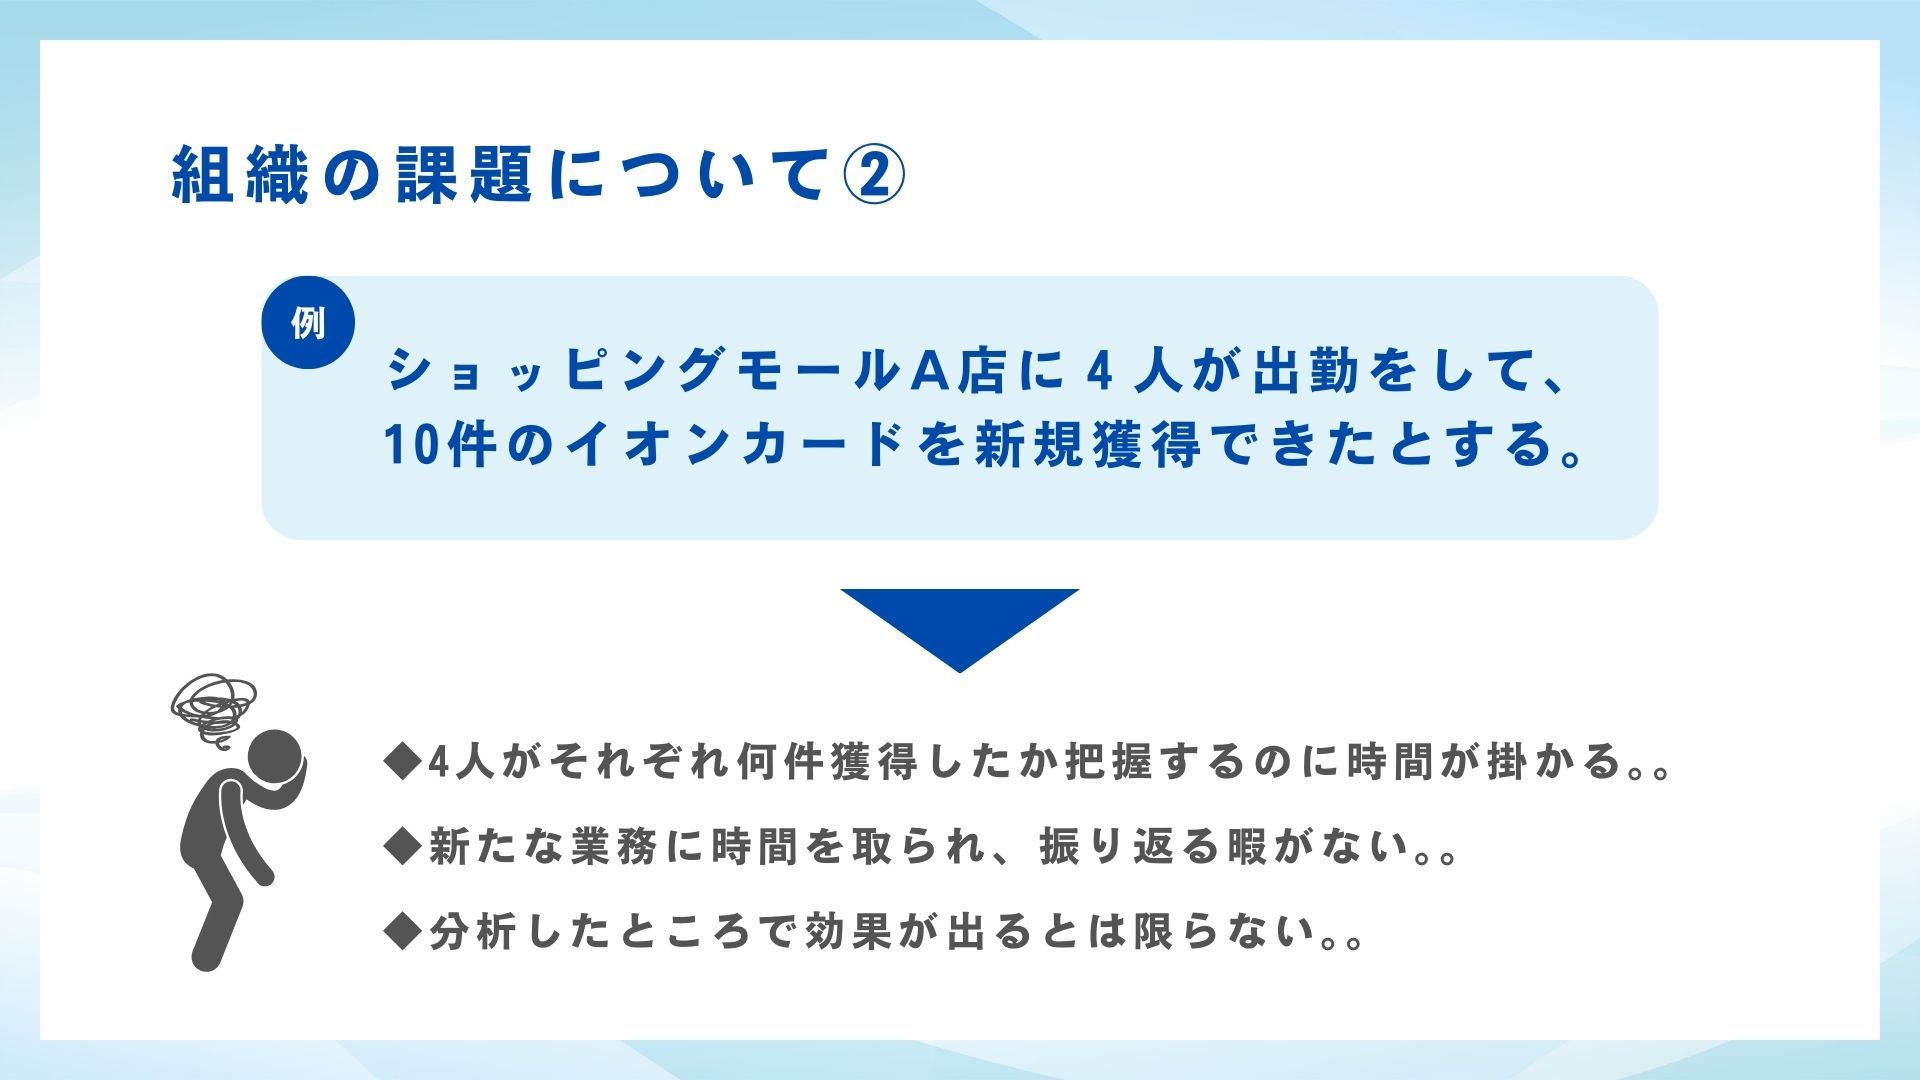 組織の課題について②
例
ショッピングモールA店に4人が出勤をして、
10件のイオンカードを新規獲得できたとする。
◆4人がそれぞれ何件獲得したか把握するのに時間が掛かる。。
◆新たな業務に時間を取られ、振り返る暇がない。。
◆分析したところで効果が出るとは限らない。。